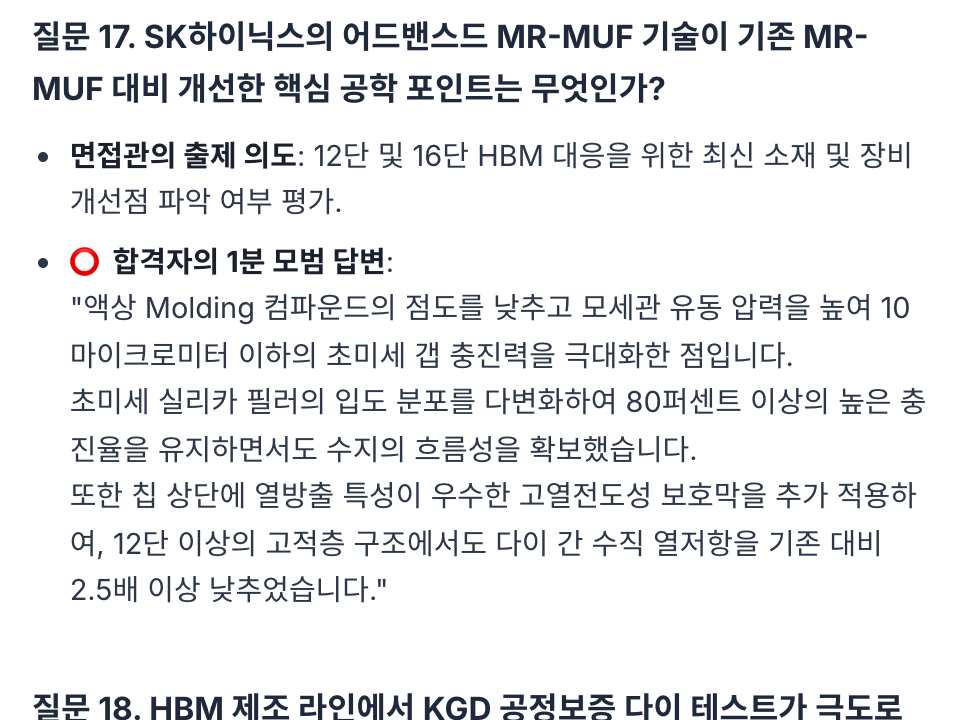 질문 17. SK하이닉스의 어드밴스드 MR-MUF 기술이 기존 MR-
MUF 대비 개선한 핵심 공학 포인트는 무엇인가?
• 면접관의 출제 의도: 12단 및 16단 HBM 대응을 위한 최신 소재 및 장비
개선점 파악 여부 평가.
• ⭕ 합격자의 1분 모범 답변:
"액상 Molding 컴파운드의 점도를 낮추고 모세관 유동 압력을 높여 10
마이크로미터 이하의 초미세 갭 충진력을 극대화한 점입니다.
초미세 실리카 필러의 입도 분포를 다변화하여 80퍼센트 이상의 높은 충
진율을 유지하면서도 수지의 흐름성을 확보했습니다.
또한 칩 상단에 열방출 특성이 우수한 고열전도성 보호막을 추가 적용하
여, 12단 이상의 고적층 구조에서도 다이 간 수직 열저항을 기존 대비
2.5배 이상 낮추었습니다."
질문 18. HBM 제조 라인에서 KGD 공정보증 다이 테스트가 극도로